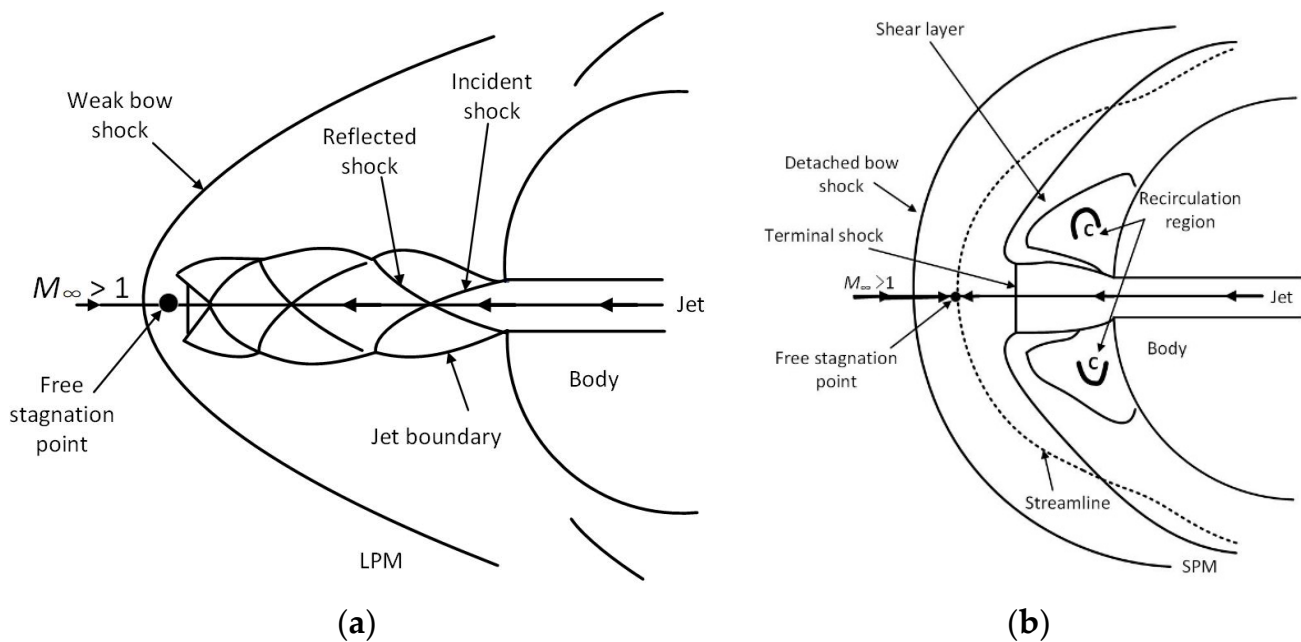 Weak bow
shock
Reflected
shock
Incident
shock
M∞ > 1
Jet
Free
stagnation
point
Body
Jet boundary
LPM
(a)
Shear layer
Detached bow
shock
Recirculation
region
C
Terminal shock
M∞ >1
Jet
Free stagnation
point
Body
C
Streamline
SPM
(b)